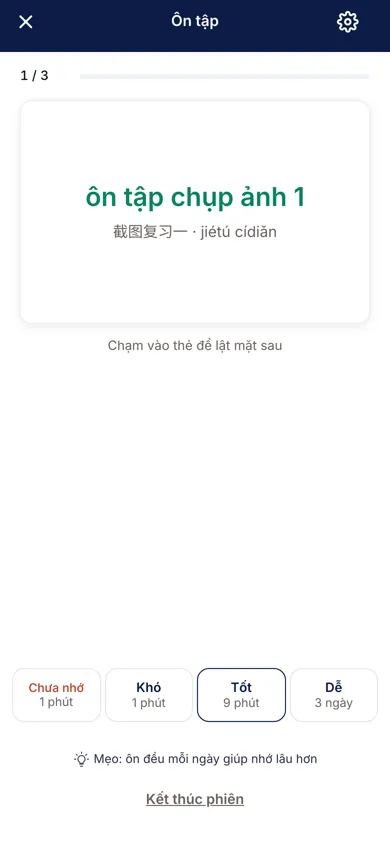 Ôn tập
1 / 3
ôn tập chụp ảnh 1
截图复习一 · jiétú cídiǎn
Chạm vào thẻ để lật mặt sau
Chưa nhớ
1 phút
Khó
1 phút
Tốt
9 phút
Dễ
3 ngày
Mẹo: ôn đều mỗi ngày giúp nhớ lâu hơn
Kết thúc phiên